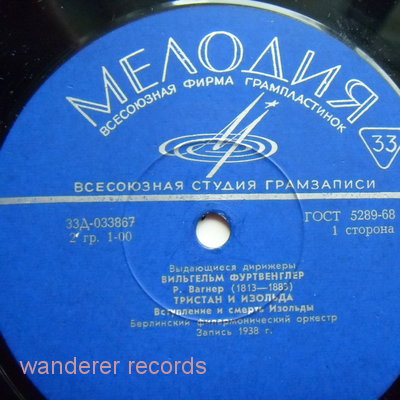 МЕЛОДИЯ
ВСЕСОЮЗНАЯ ФИРМА ГРАМПЛАСТИНОК
33
ВСЕСОЮЗНАЯ СТУДИЯ ГРАМЗАПИСИ
33Д-033867
ГОСТ 5289-68
2 гр. 1-00
1 сторона
Выдающиеся дирижеры
ВИЛЬГЕЛЬМ ФУРТВЕНГЛЕР
Р. Вагнер (1813—1883)
ТРИСТАН И ИЗОЛЬДА
Вступление и смерть Изольды
Берлинский филармонический оркестр
Запись 1938 г.
wanderer records